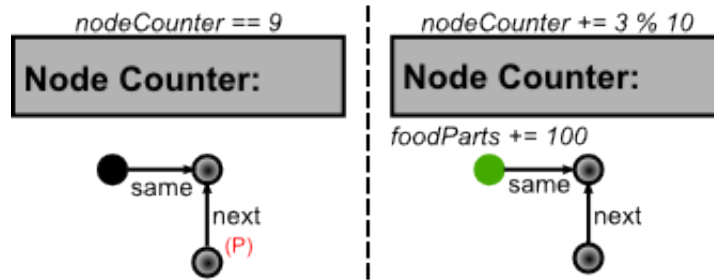 nodeCounter == 9
Node Counter:
same
next
(P)
nodeCounter += 3 % 10
Node Counter:
foodParts += 100
same
next